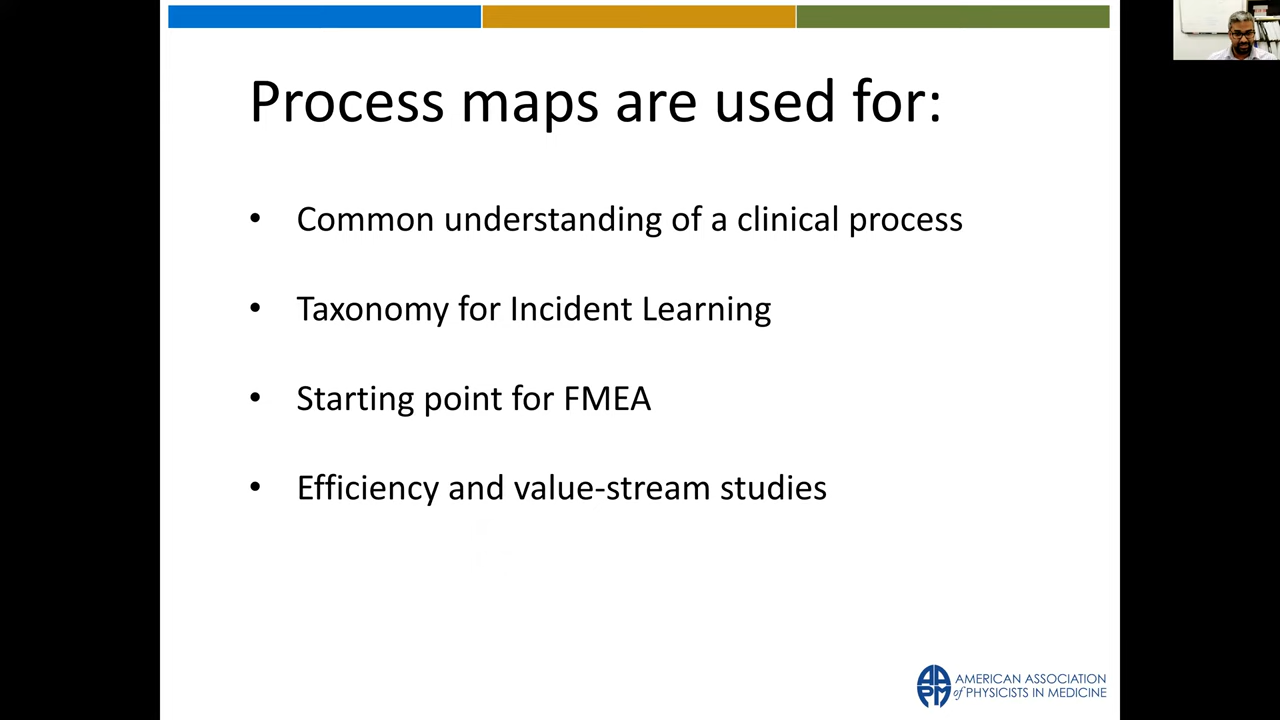 Process maps are used for:
• Common understanding of a clinical process
• Taxonomy for Incident Learning
• Starting point for FMEA
• Efficiency and value-stream studies
AAPM
AMERICAN ASSOCIATION
of PHYSICISTS IN MEDICINE